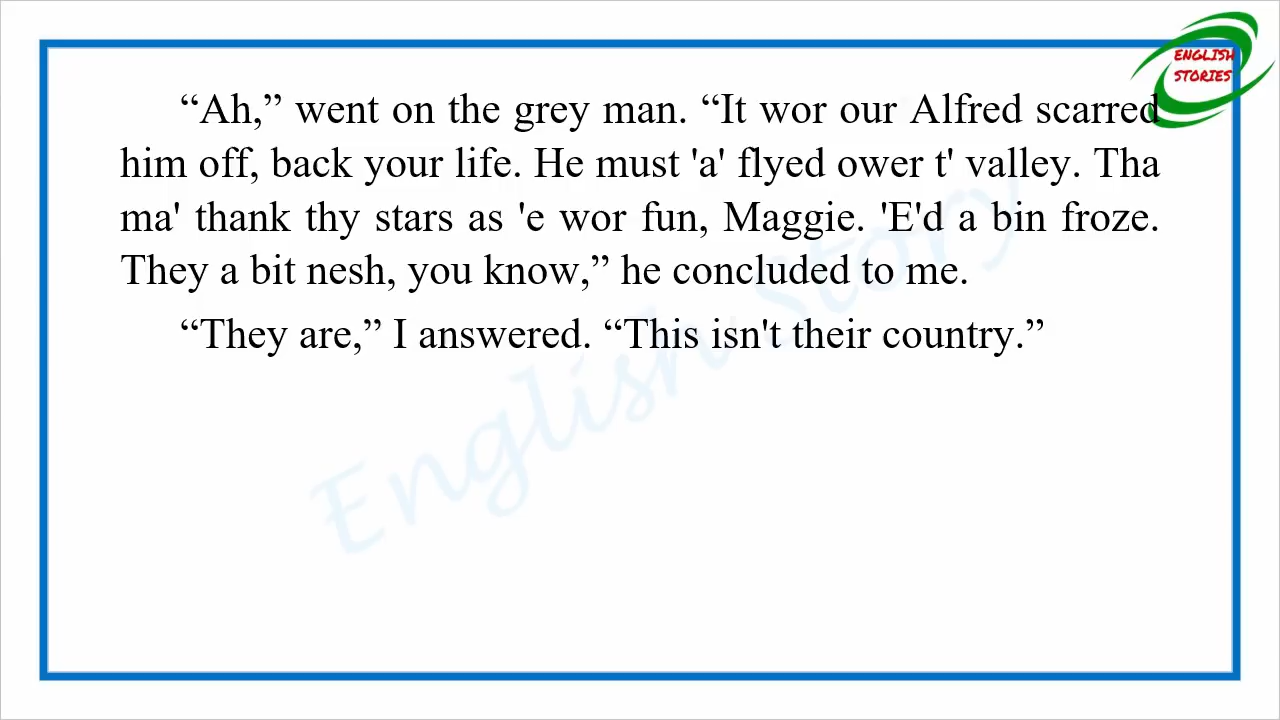 ENGLISH
STORIES
“Ah,” went on the grey man. “It wor our Alfred scarred
him off, back your life. He must 'a' flyed ower t' valley. Tha
ma' thank thy stars as 'e wor fun, Maggie. 'E'd a bin froze.
They a bit nesh, you know,” he concluded to me.
“They are,” I answered. “This isn't their country.”
English Story